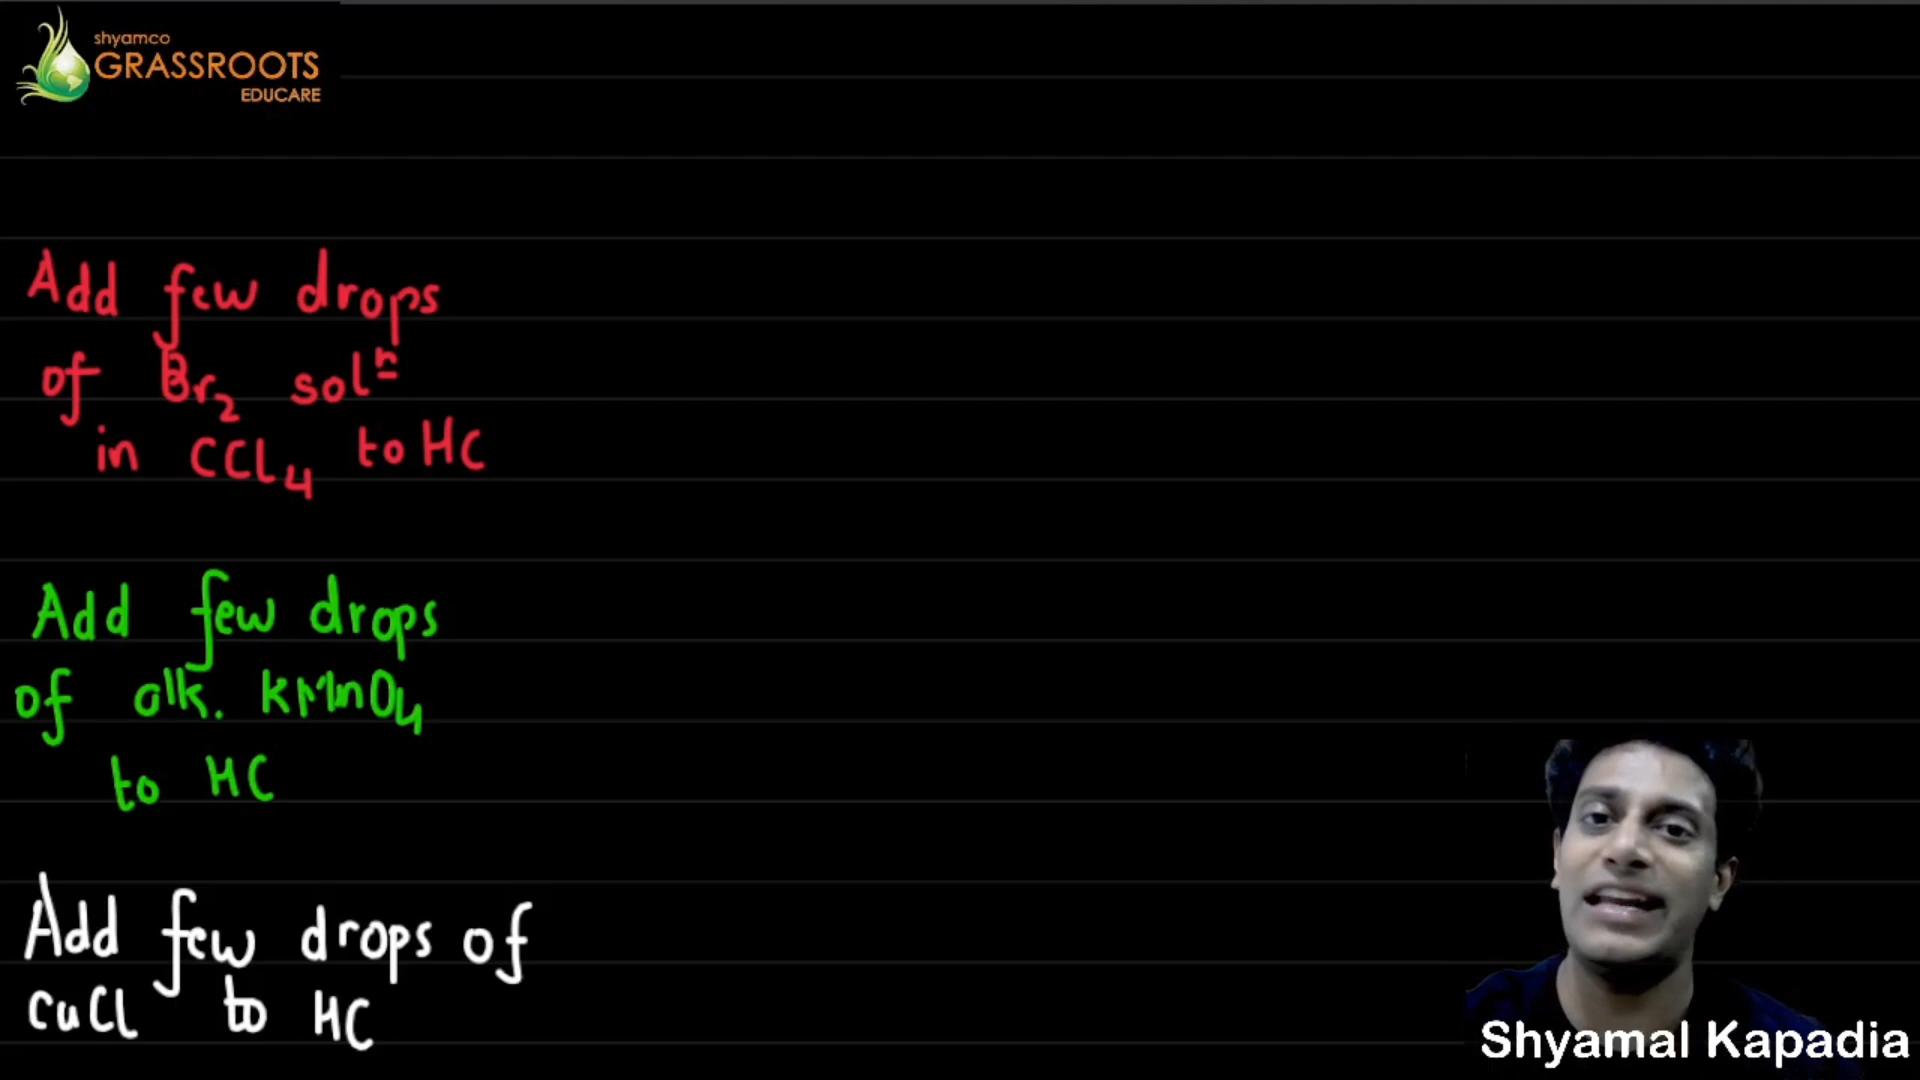 shyamco
GRASSROOTS
EDUCARE
Add few drops
of Br₂ solⁿ
in CCl₄ to HC
Add few drops
of alk. KMnO₄
to HC
Add few drops of
CuCl to HC
Shyamal Kapadia